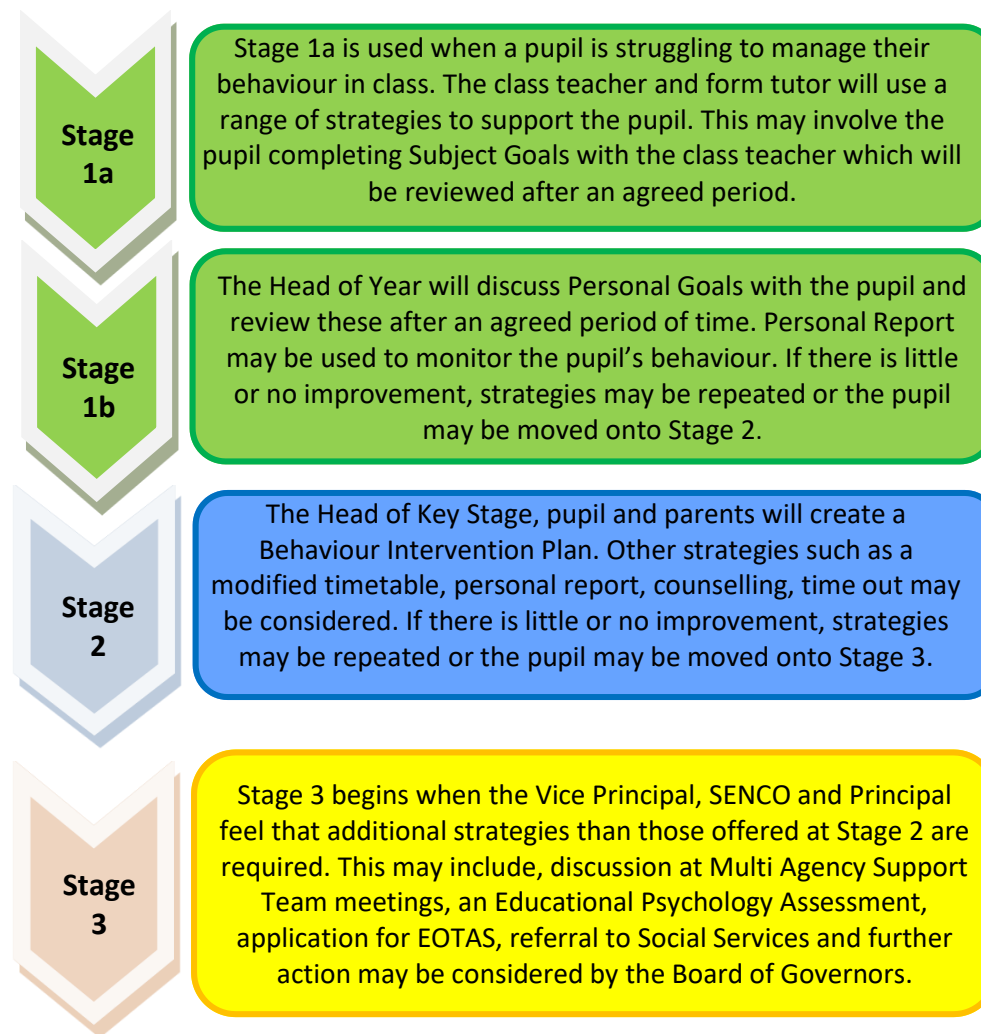 Stage
1a
Stage 1a is used when a pupil is struggling to manage their
behaviour in class. The class teacher and form tutor will use a
range of strategies to support the pupil. This may involve the
pupil completing Subject Goals with the class teacher which will
be reviewed after an agreed period.
Stage
1b
The Head of Year will discuss Personal Goals with the pupil and
review these after an agreed period of time. Personal Report
may be used to monitor the pupil’s behaviour. If there is little
or no improvement, strategies may be repeated or the pupil
may be moved onto Stage 2.
Stage
2
The Head of Key Stage, pupil and parents will create a
Behaviour Intervention Plan. Other strategies such as a
modified timetable, personal report, counselling, time out may
be considered. If there is little or no improvement, strategies
may be repeated or the pupil may be moved onto Stage 3.
Stage
3
Stage 3 begins when the Vice Principal, SENCO and Principal
feel that additional strategies than those offered at Stage 2 are
required. This may include, discussion at Multi Agency Support
Team meetings, an Educational Psychology Assessment,
application for EOTAS, referral to Social Services and further
action may be considered by the Board of Governors.